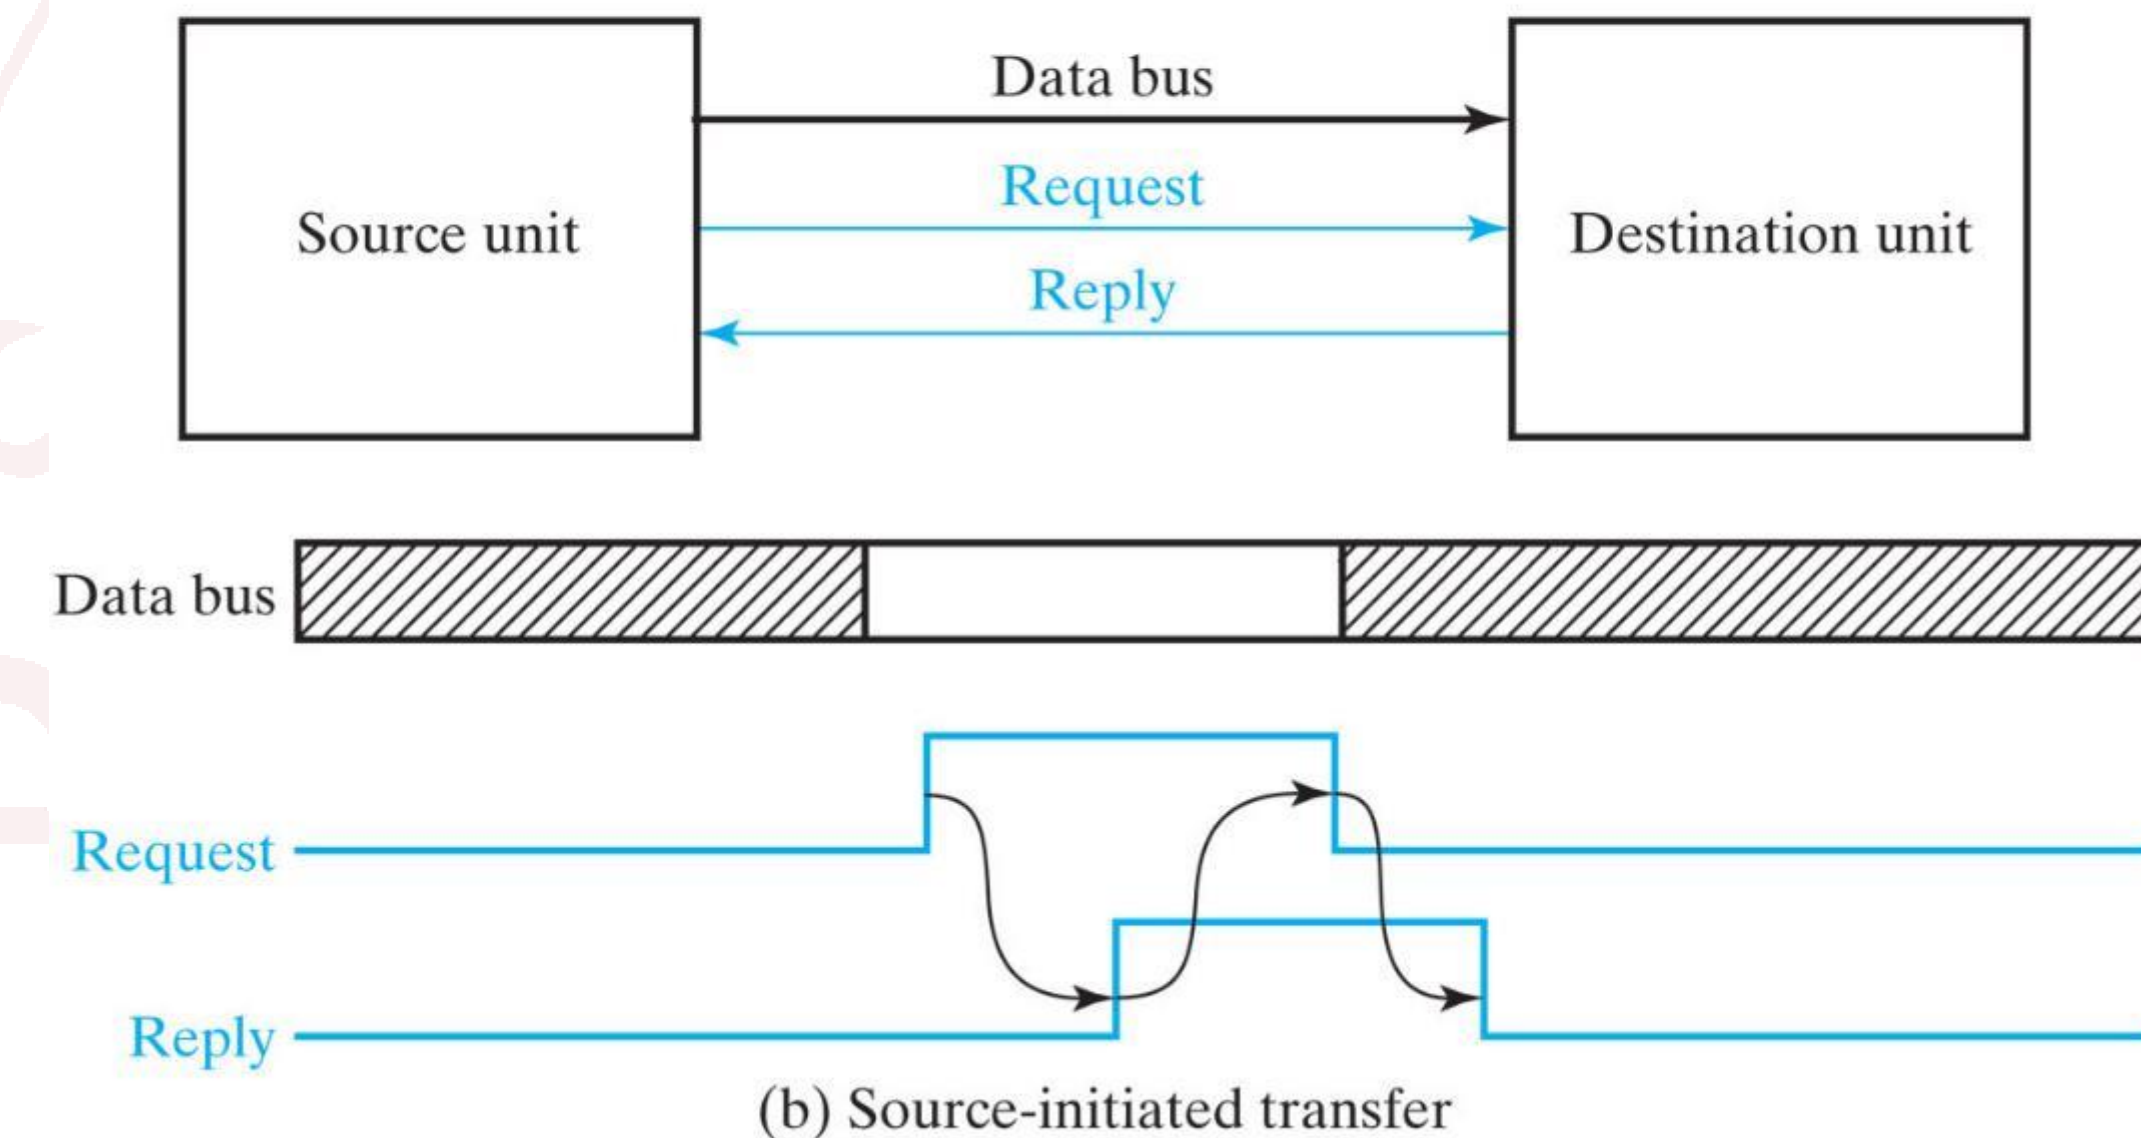 Data bus
Request
Source unit
Destination unit
Reply
Data bus
Request
Reply
(b) Source-initiated transfer